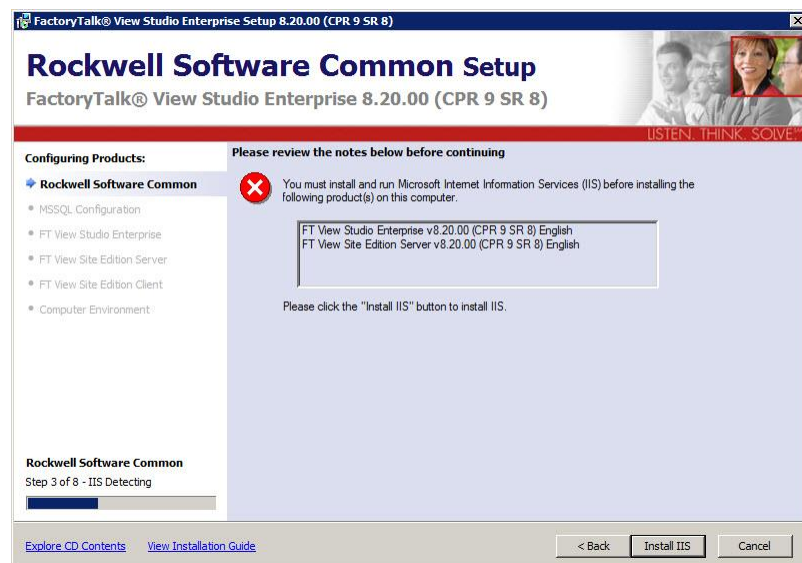 FactoryTalk® View Studio Enterprise Setup 8.20.00 (CPR 9 SR 8)
Rockwell Software Common Setup
FactoryTalk® View Studio Enterprise 8.20.00 (CPR 9 SR 8)
LISTEN. THINK. SOLVE.
Configuring Products:
Rockwell Software Common
MSSQL Configuration
FT View Studio Enterprise
FT View Site Edition Server
FT View Site Edition Client
Computer Environment
Rockwell Software Common
Step 3 of 8 - IIS Detecting
Please review the notes below before continuing
You must install and run Microsoft Internet Information Services (IIS) before installing the
following product(s) on this computer.
FT View Studio Enterprise v8.20.00 (CPR 9 SR 8) English
FT View Site Edition Server v8.20.00 (CPR 9 SR 8) English
Please click the "Install IIS" button to install IIS.
Explore CD Contents View Installation Guide
< Back Install IIS Cancel